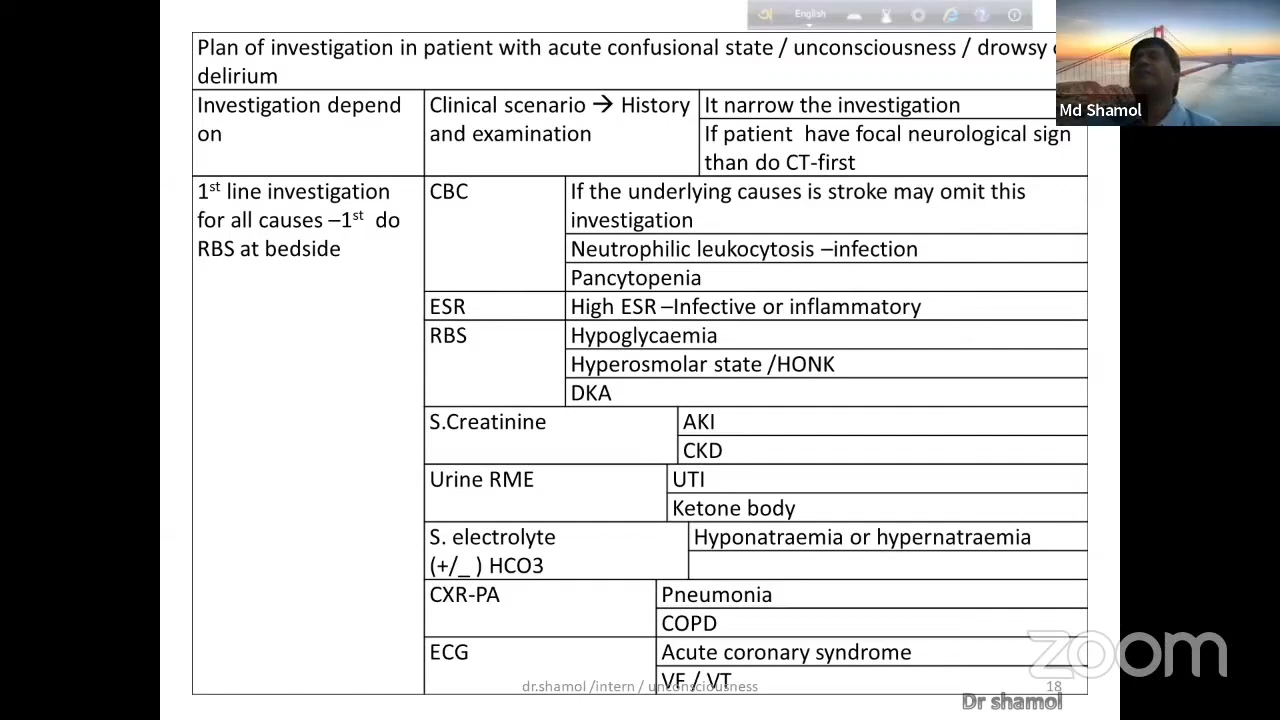 English
Plan of investigation in patient with acute confusional state / unconsciousness / drowsy
delirium
Md Shamol
Investigation depend
on
Clinical scenario → History
and examination
It narrow the investigation
If patient have focal neurological sign
than do CT-first
1st line investigation
for all causes –1st do
RBS at bedside
CBC
If the underlying causes is stroke may omit this
investigation
Neutrophilic leukocytosis –infection
Pancytopenia
ESR
High ESR –Infective or inflammatory
RBS
Hypoglycaemia
Hyperosmolar state /HONK
DKA
S.Creatinine
AKI
CKD
Urine RME
UTI
Ketone body
S. electrolyte
(+/_ ) HCO3
Hyponatraemia or hypernatraemia
CXR-PA
Pneumonia
COPD
ECG
Acute coronary syndrome
VF / VT
dr.shamol /intern / unconsciousness
18
zoom
Dr shamol